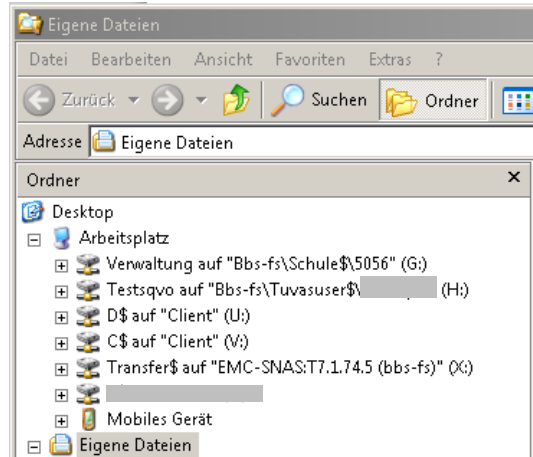 Eigene Dateien
Datei Bearbeiten Ansicht Favoriten Extras ?
Zurück Suchen Ordner
Adresse Eigene Dateien
Ordner
Desktop
Arbeitsplatz
Verwaltung auf "Bbs-fs\Schule$\5056" (G:)
Testsqvo auf "Bbs-fs\Tuvasuser$\ (H:)
D$ auf "Client" (U:)
C$ auf "Client" (V:)
Transfer$ auf "EMC-SNAS:T7.1.74.5 (bbs-fs)" (X:)
Mobiles Gerät
Eigene Dateien